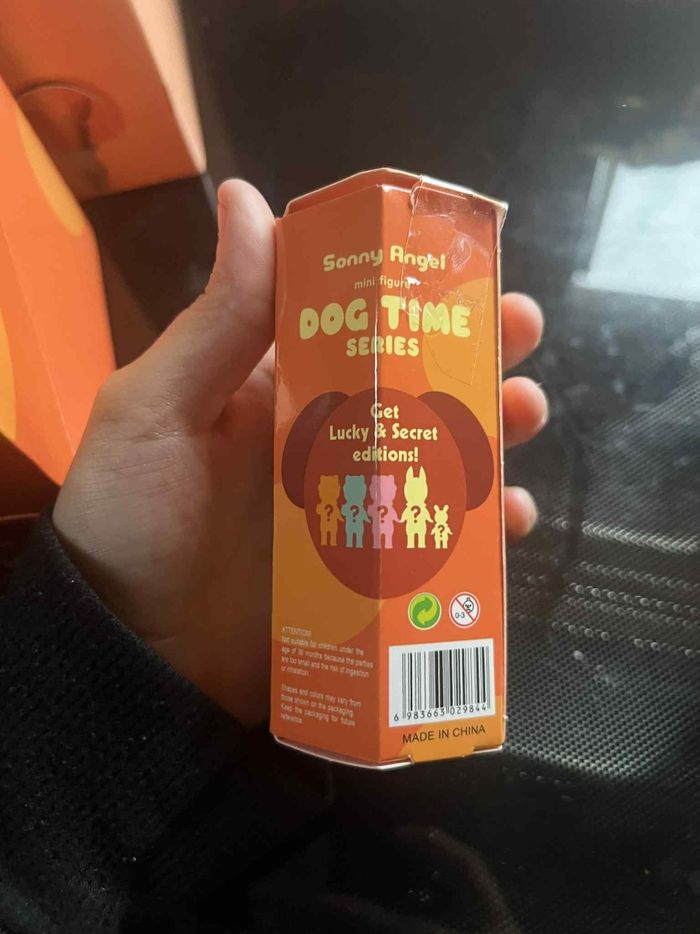 Sonny Angel
mini figure
DOG TIME
SERIES
Get
Lucky & Secret
editions!
? ? ? ? ?
0-3
ATTENTION!
Not suitable for children under the
age of 36 months because the parties
are too small and the risk of ingestion
or inhalation.
Shapes and colors may vary from
those shown on the packaging
Keep the packaging for future
reference.
6 983663 029844
MADE IN CHINA